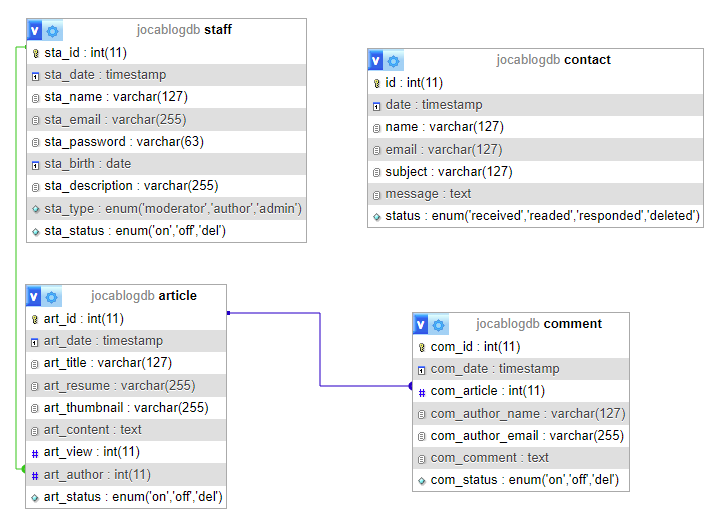 jocablogdb staff
sta_id : int(11)
sta_date : timestamp
sta_name : varchar(127)
sta_email : varchar(255)
sta_password : varchar(63)
sta_birth : date
sta_description : varchar(255)
sta_type : enum('moderator','author','admin')
sta_status : enum('on','off','del')
jocablogdb contact
id : int(11)
date : timestamp
name : varchar(127)
email : varchar(127)
subject : varchar(127)
message : text
status : enum('received','readed','responded','deleted')
jocablogdb article
art_id : int(11)
art_date : timestamp
art_title : varchar(127)
art_resume : varchar(255)
art_thumbnail : varchar(255)
art_content : text
# art_view : int(11)
# art_author : int(11)
art_status : enum('on','off','del')
jocablogdb comment
com_id : int(11)
com_date : timestamp
# com_article : int(11)
com_author_name : varchar(127)
com_author_email : varchar(255)
com_comment : text
com_status : enum('on','off','del')